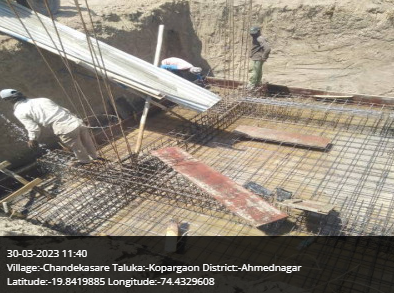 30-03-2023 11:40
Village:-Chandekasare Taluka:-Kopargaon District:-Ahmednagar
Latitude:-19.8419885 Longitude:-74.4329608